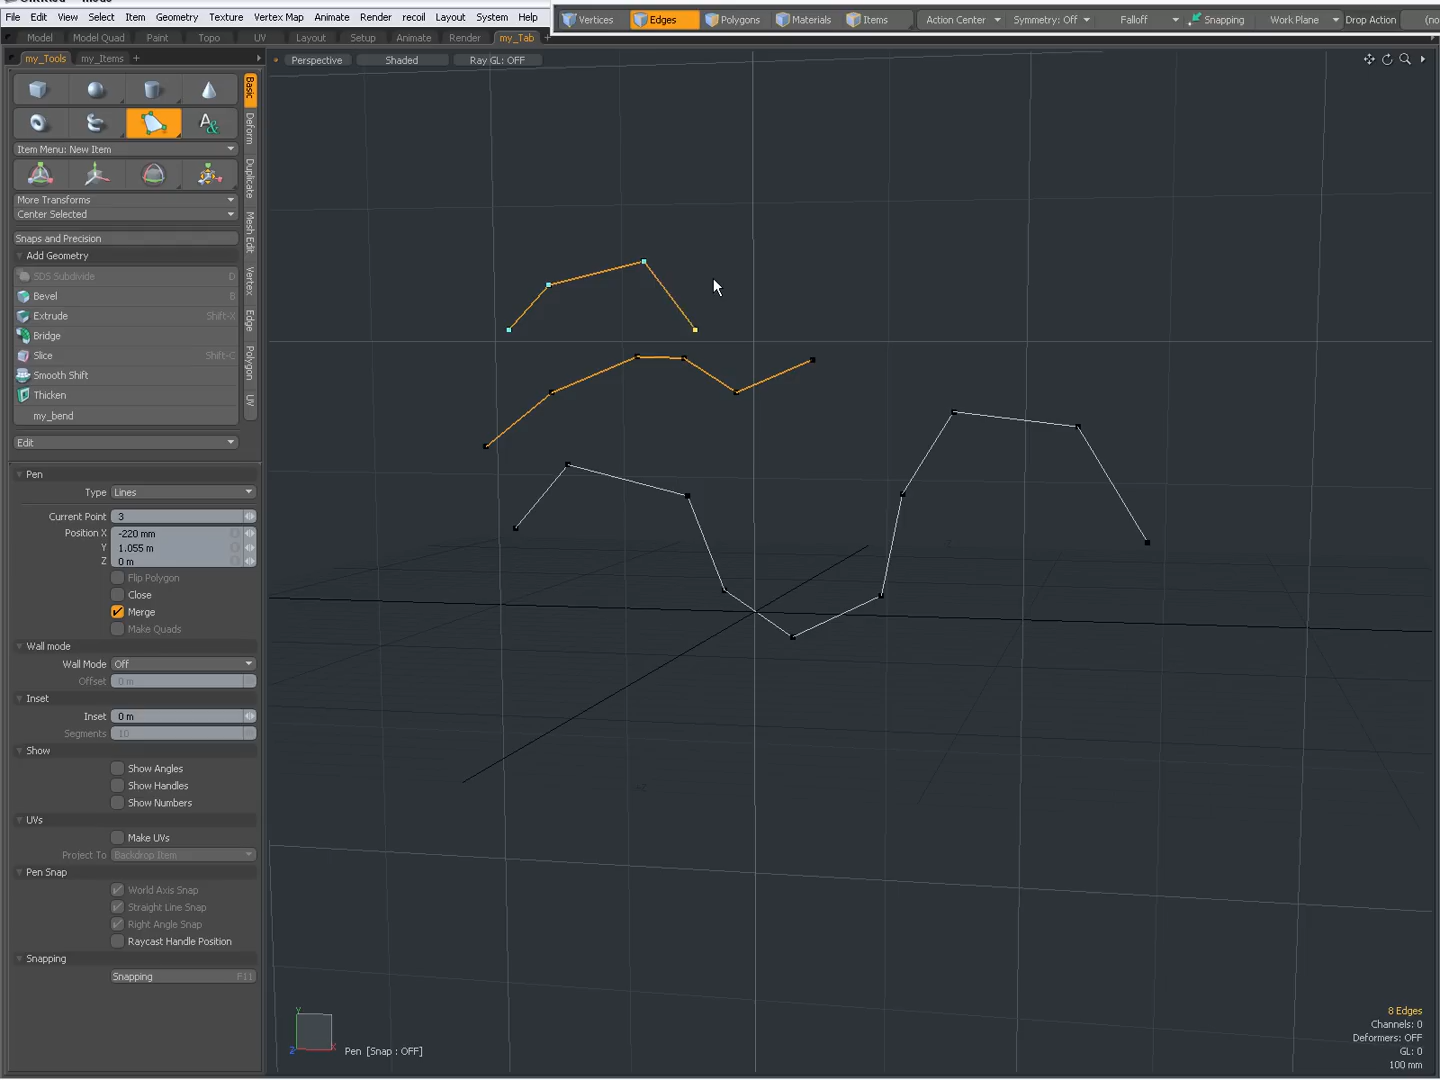 File Edit View Select Item Geometry Texture Vertex Map Animate Render recoil Layout System Help
Vertices Edges Polygons Materials Items Action Center Symmetry: Off Falloff Snapping Work Plane Drop Action (no
Model Model Quad Paint Topo UV Layout Setup Animate Render my_Tab +
my_Tools my_Items +
Perspective Shaded Ray GL: OFF
Basic
Deform
Duplicate
Mesh Edit
Vertex
Edge
Polygon
UV
Item Menu: New Item
More Transforms
Center Selected
Snaps and Precision
Add Geometry
SDS Subdivide D
Bevel B
Extrude Shift-X
Bridge
Slice Shift-C
Smooth Shift
Thicken
my_bend
Edit
Pen
Type Lines
Current Point 3
Position X -220 mm
Y 1.055 m
Z 0 m
Flip Polygon
Close
Merge
Make Quads
Wall mode
Wall Mode Off
Offset 0 m
Inset
Inset 0 m
Segments 10
Show
Show Angles
Show Handles
Show Numbers
UVs
Make UVs
Project To Backdrop Item
Pen Snap
World Axis Snap
Straight Line Snap
Right Angle Snap
Raycast Handle Position
Snapping
Snapping F11
Y
Z X
Pen [Snap : OFF]
8 Edges
Channels: 0
Deformers: OFF
GL: 0
100 mm